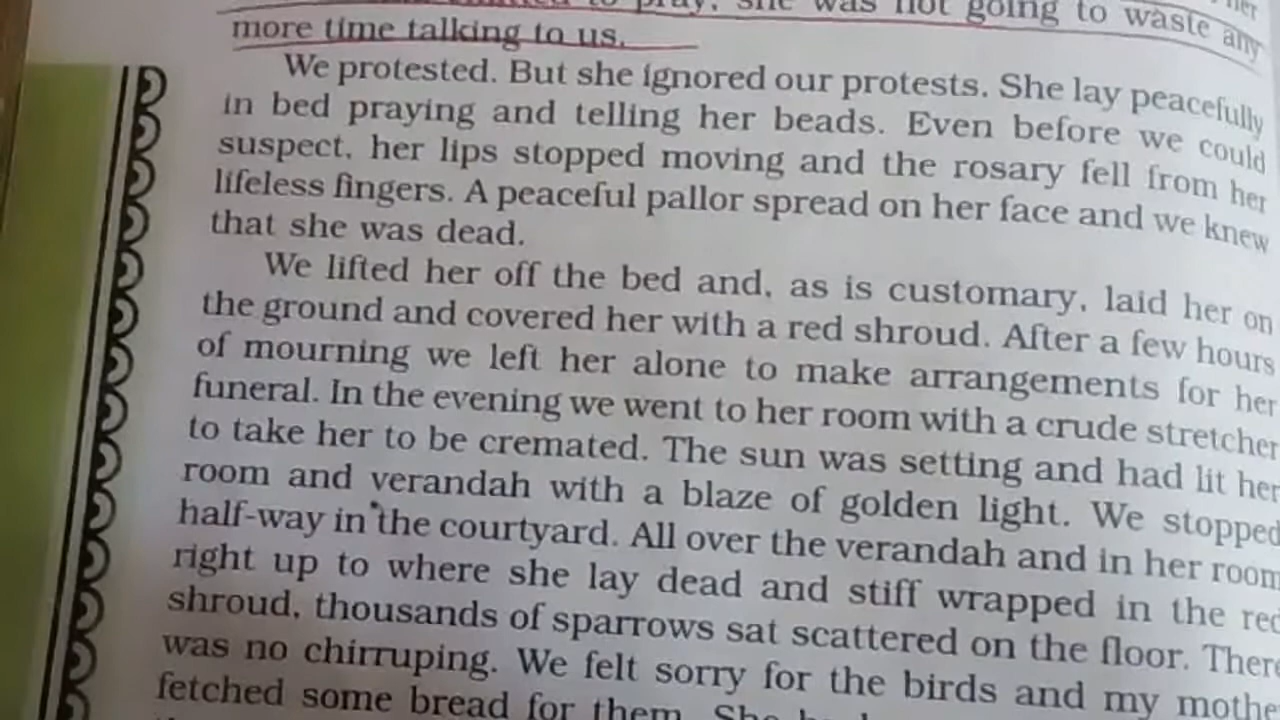 to pray, she was not going to waste any
more time talking to us.
We protested. But she ignored our protests. She lay peacefully
in bed praying and telling her beads. Even before we could
suspect, her lips stopped moving and the rosary fell from her
lifeless fingers. A peaceful pallor spread on her face and we knew
that she was dead.
We lifted her off the bed and, as is customary, laid her on
the ground and covered her with a red shroud. After a few hours
of mourning we left her alone to make arrangements for her
funeral. In the evening we went to her room with a crude stretcher
to take her to be cremated. The sun was setting and had lit her
room and verandah with a blaze of golden light. We stopped
half-way in the courtyard. All over the verandah and in her room
right up to where she lay dead and stiff wrapped in the red
shroud, thousands of sparrows sat scattered on the floor. There
was no chirruping. We felt sorry for the birds and my mothe
fetched some bread for them. She